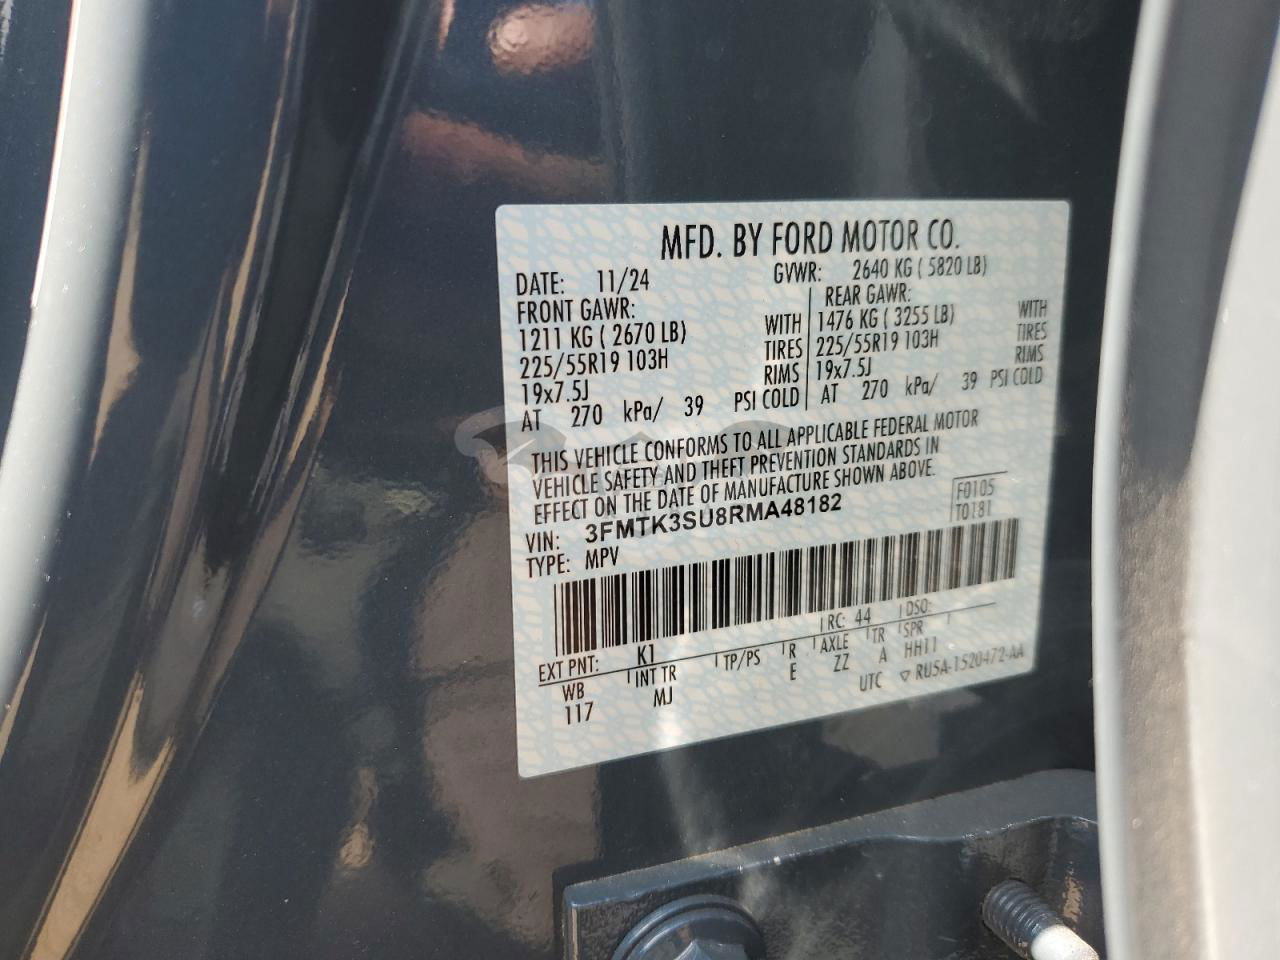 MFD. BY FORD MOTOR CO.
DATE: 11/24 GVWR: 2640 KG ( 5820 LB)
FRONT GAWR: REAR GAWR:
1211 KG ( 2670 LB) WITH 1476 KG ( 3255 LB) WITH
225/55R19 103H TIRES 225/55R19 103H TIRES
19x7.5J RIMS 19x7.5J RIMS
AT 270 kPa/ 39 PSI COLD AT 270 kPa/ 39 PSI COLD
THIS VEHICLE CONFORMS TO ALL APPLICABLE FEDERAL MOTOR
VEHICLE SAFETY AND THEFT PREVENTION STANDARDS IN
EFFECT ON THE DATE OF MANUFACTURE SHOWN ABOVE.
F0105
VIN: 3FMTK3SU8RMA48182 T0181
TYPE: MPV
RC: 44 DSO:
EXT PNT: K1
WB INT TR TP/PS R AXLE TR SPR
117 MJ E ZZ A HH11
UTC ▽ RU5A-1520472-AA